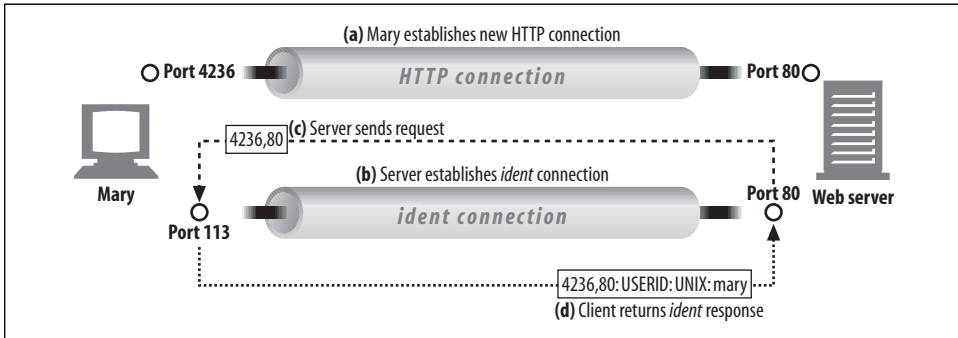 (a) Mary establishes new HTTP connection
Port 4236
HTTP connection
Port 80
4236,80
(c) Server sends request
Mary
(b) Server establishes ident connection
Port 80
Web server
Port 113
ident connection
4236,80: USERID: UNIX: mary
(d) Client returns ident response